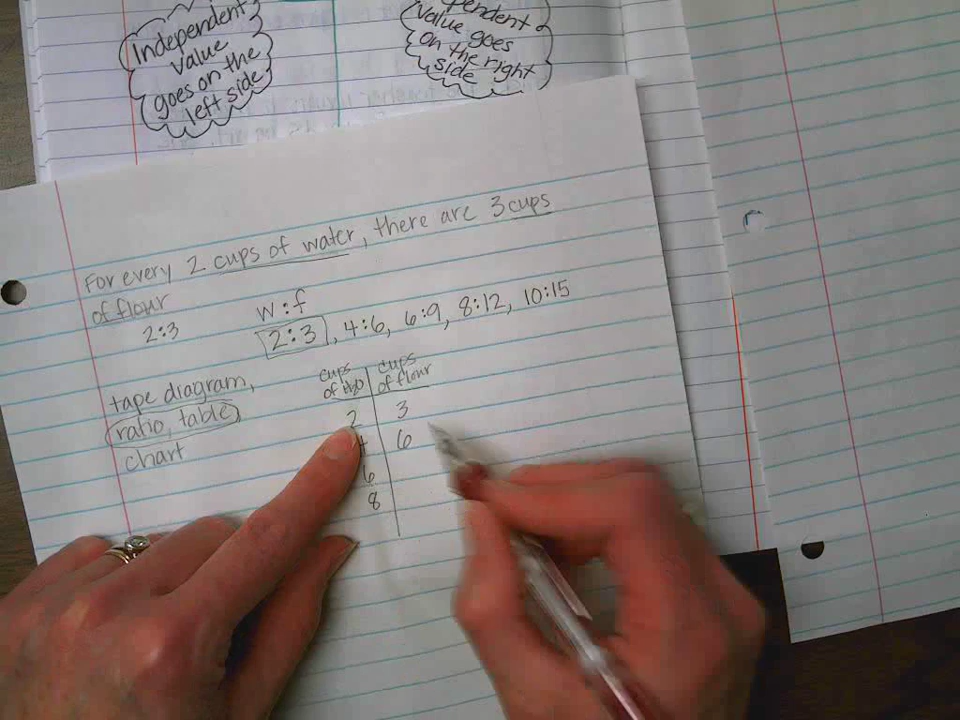 Independent
value
goes on the
left side
value goes
on the right
side
For every 2 cups of water, there are 3 cups
of flour
2:3
w:f
2:3, 4:6, 6:9, 8:12, 10:15
tape diagram,
ratio, table
chart
cups of H2O cups of flour
2 3
4 6
6
8